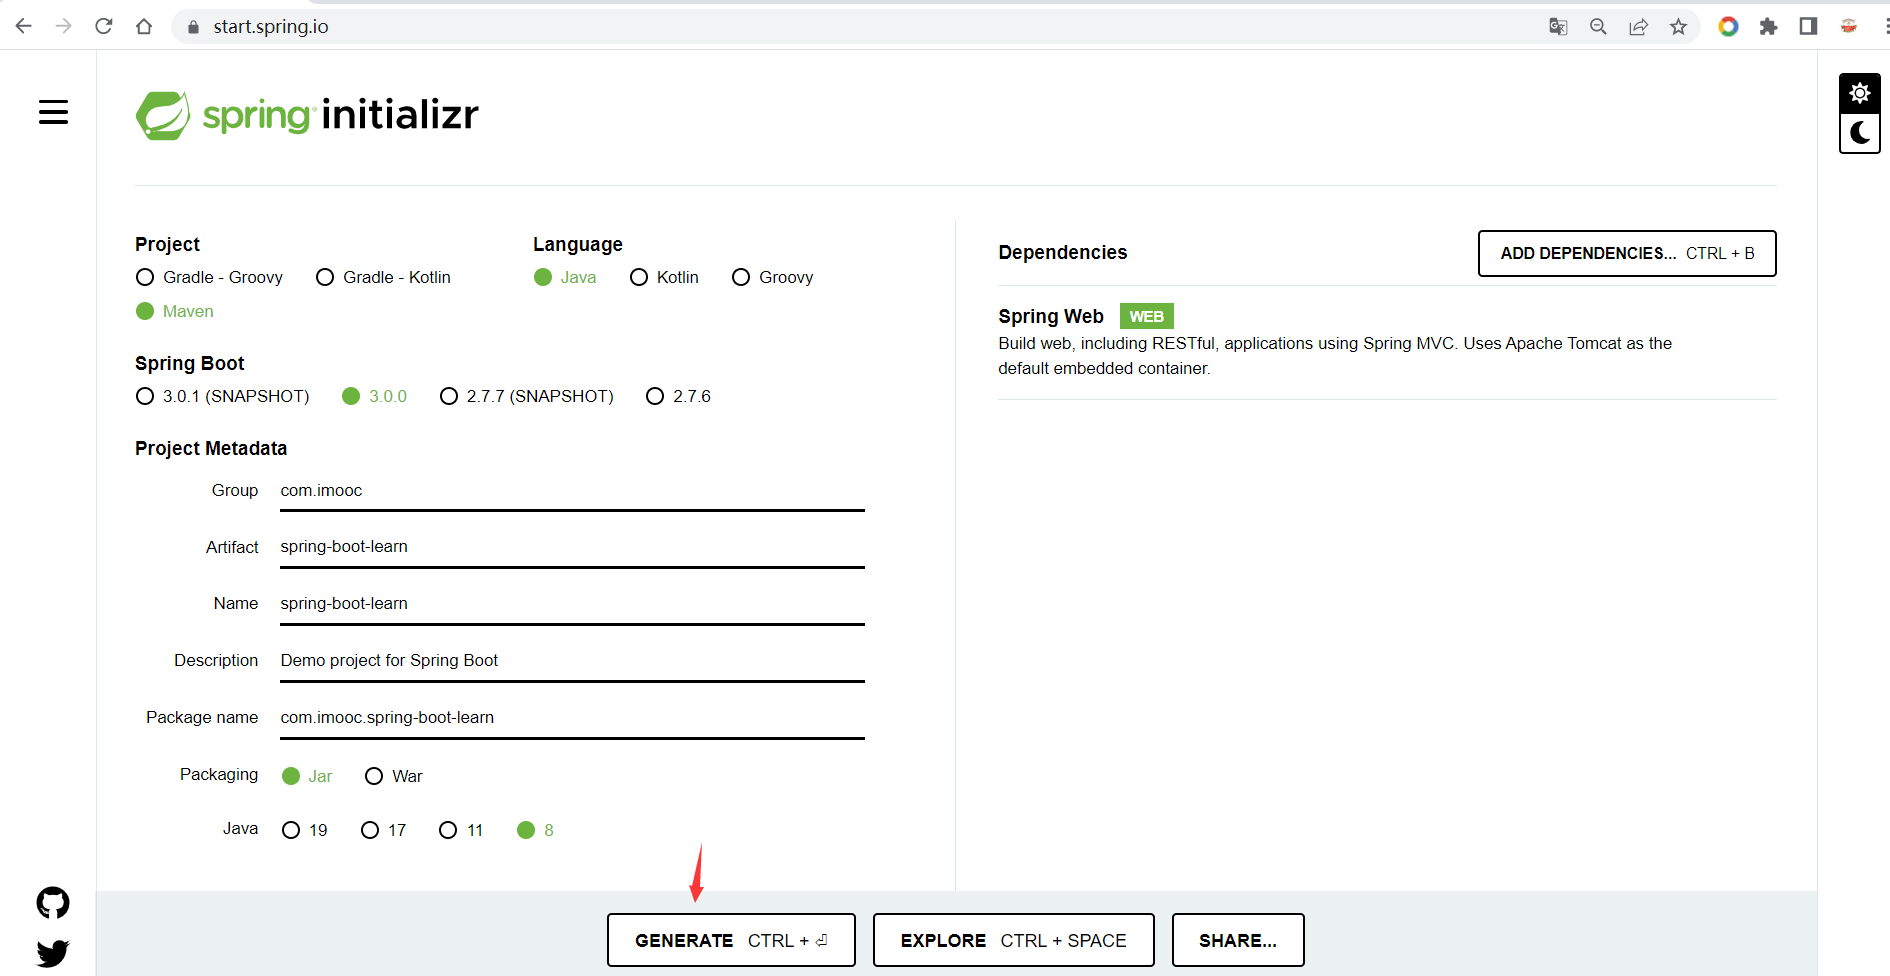 start.spring.io
spring initializr
Project
Gradle - Groovy Gradle - Kotlin
Maven
Language
Java Kotlin Groovy
Spring Boot
3.0.1 (SNAPSHOT) 3.0.0 2.7.7 (SNAPSHOT) 2.7.6
Project Metadata
Group com.imooc
Artifact spring-boot-learn
Name spring-boot-learn
Description Demo project for Spring Boot
Package name com.imooc.spring-boot-learn
Packaging Jar War
Java 19 17 11 8
Dependencies ADD DEPENDENCIES... CTRL + B
Spring Web WEB
Build web, including RESTful, applications using Spring MVC. Uses Apache Tomcat as the
default embedded container.
GENERATE CTRL + ⏎ EXPLORE CTRL + SPACE SHARE...